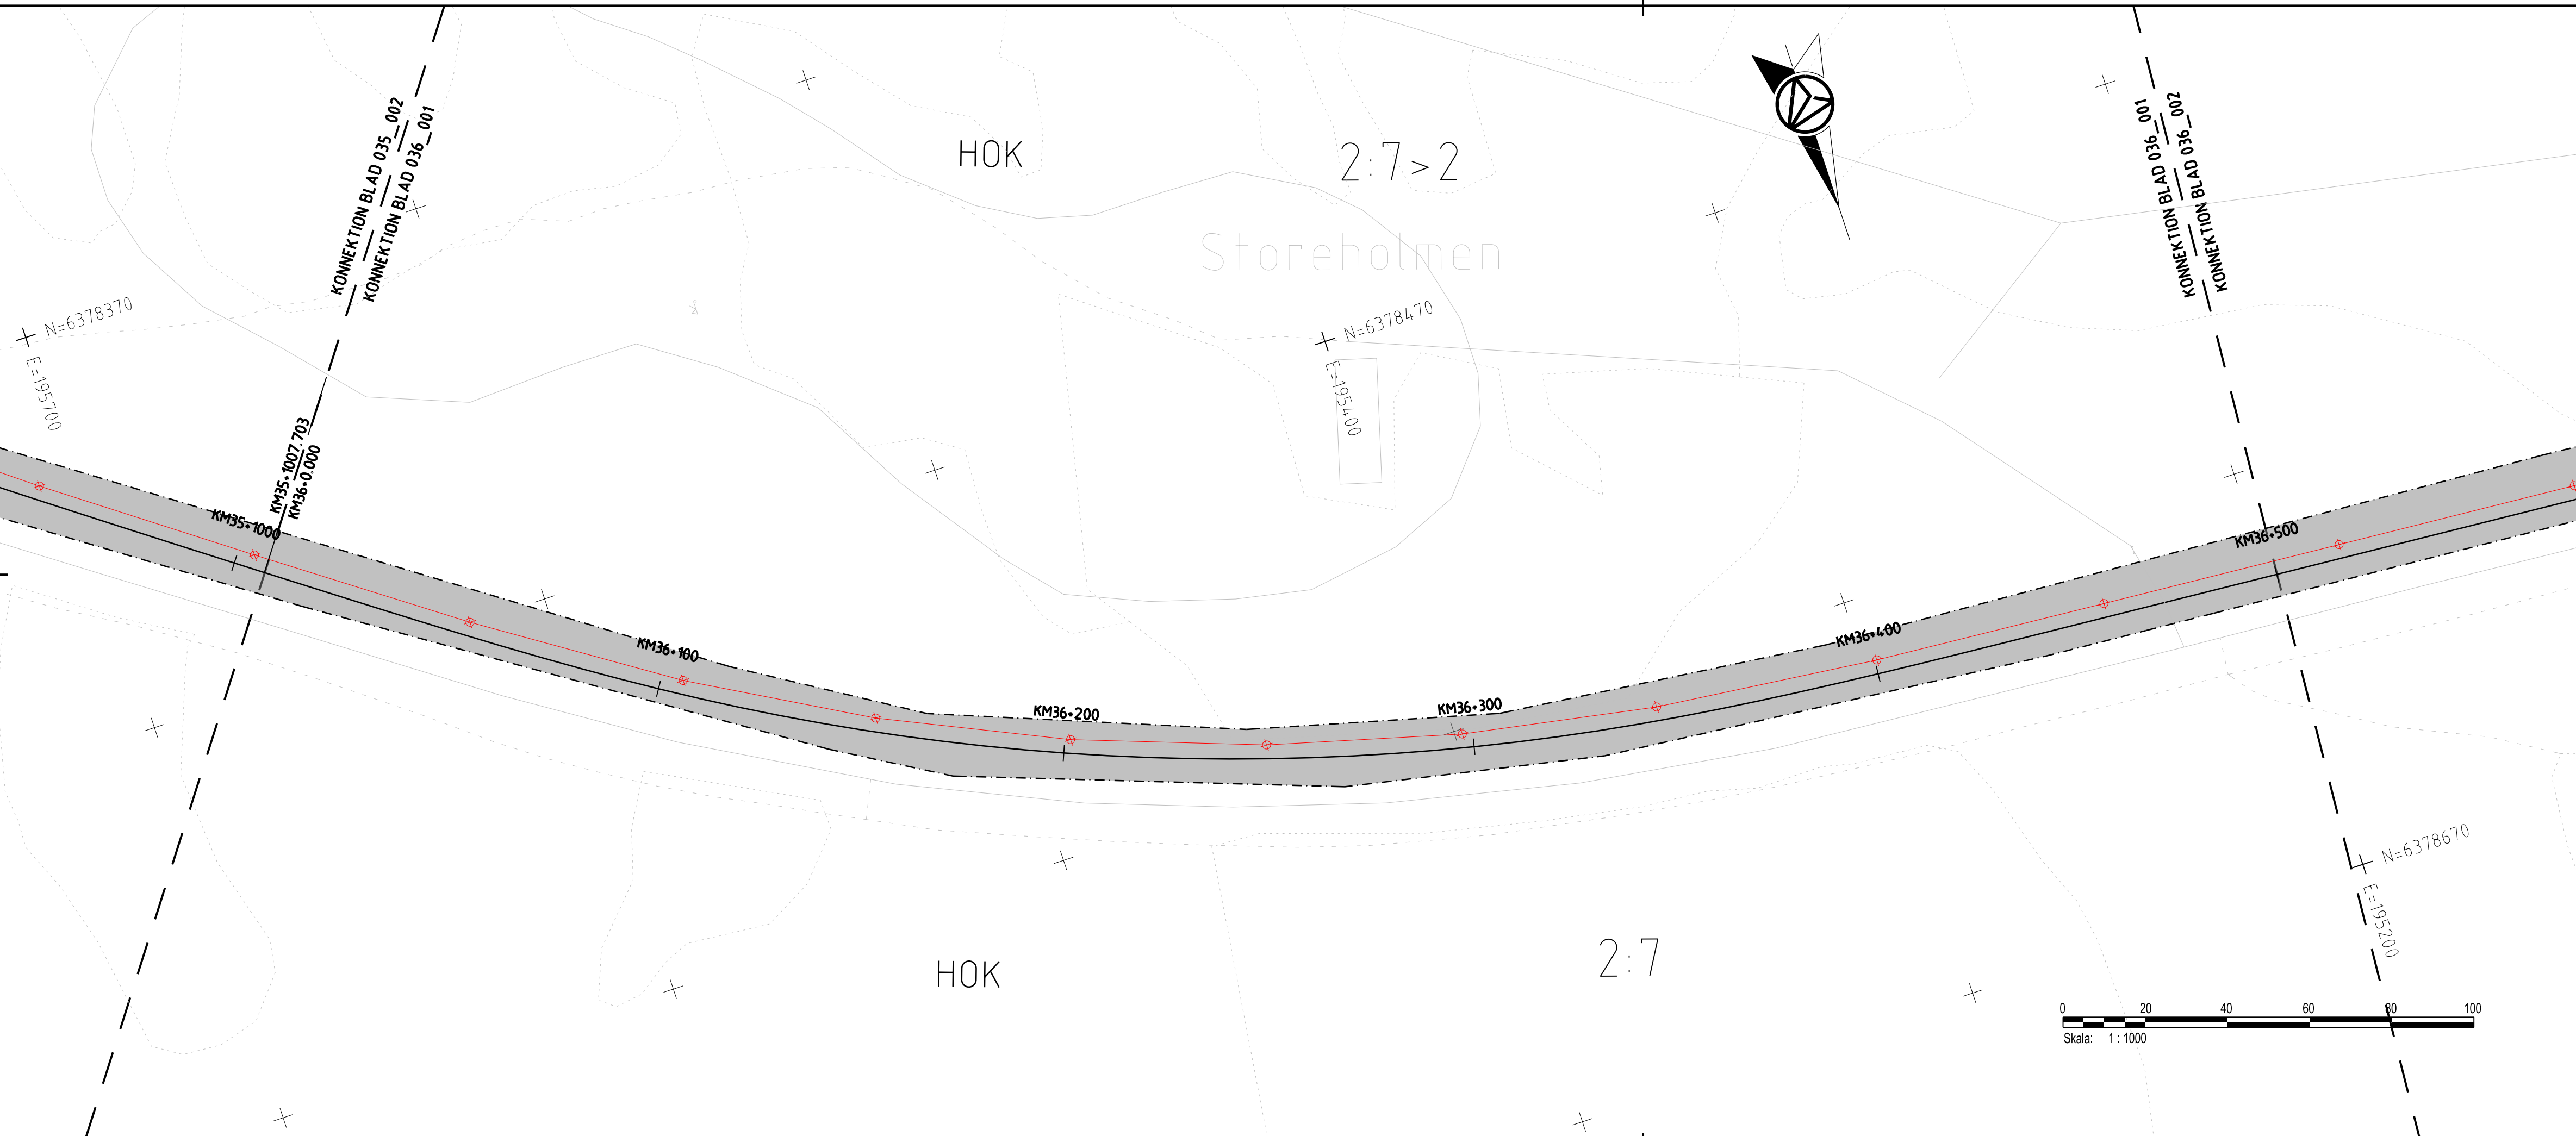 KONNEKTION BLAD 035_002
KONNEKTION BLAD 036_001
KONNEKTION BLAD 036_001
KONNEKTION BLAD 036_002
HOK
2:7>2
Storeholmen
N=6378370
E=195700
N=6378470
E=195400
KM35+1007.703
KM36+0.000
KM35+1000
KM36+100
KM36+200
KM36+300
KM36+400
KM36+500
N=6378670
E=195200
HOK
2:7
0 20 40 60 80 100
Skala: 1 : 1000